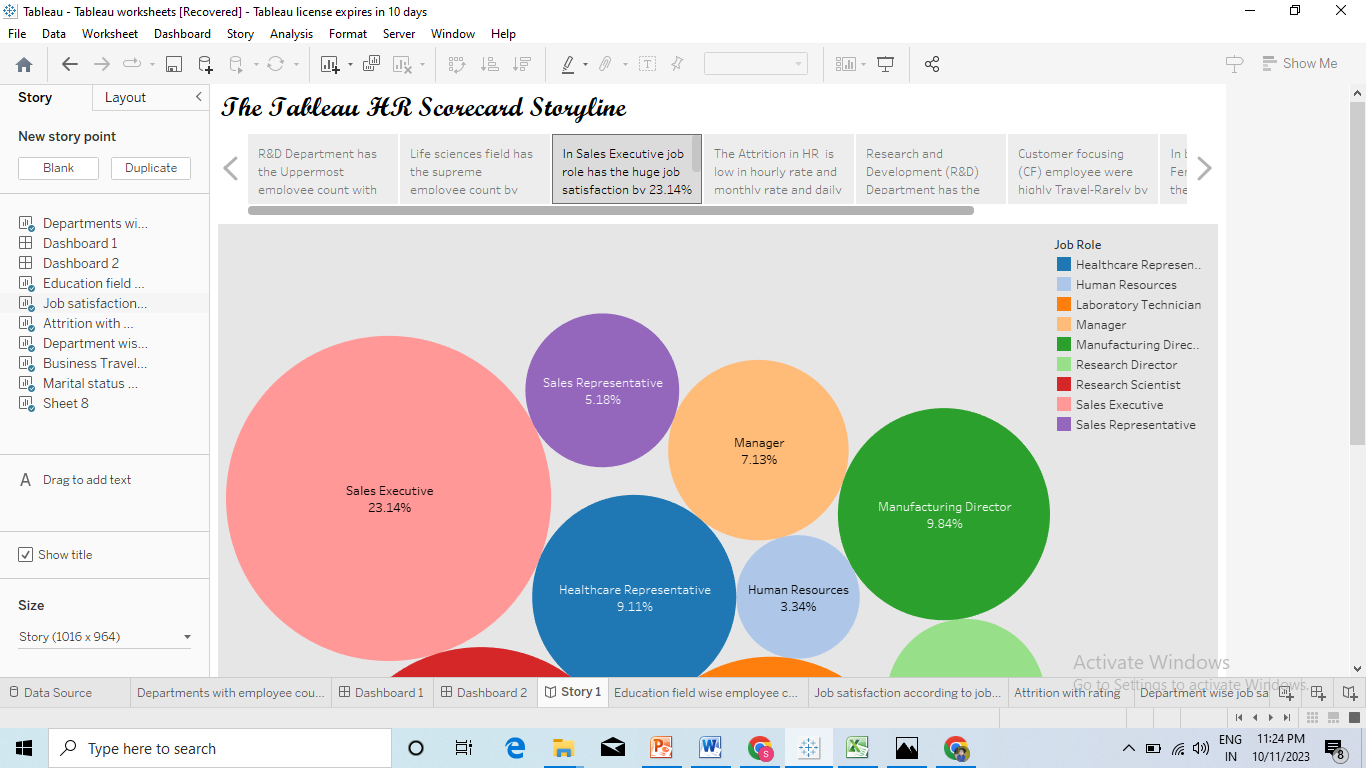 Tableau - Tableau worksheets [Recovered] - Tableau license expires in 10 days
File Data Worksheet Dashboard Story Analysis Format Server Window Help
Show Me
Story Layout
New story point
Blank Duplicate
Departments wi...
Dashboard 1
Dashboard 2
Education field ...
Job satisfaction...
Attrition with ...
Department wis...
Business Travel...
Marital status ...
Sheet 8
A Drag to add text
Show title
Size
Story (1016 x 964)
The Tableau HR Scorecard Storyline
R&D Department has
the Uppermost
employee count with
Life sciences field has
the supreme
employee count by
In Sales Executive job
role has the huge job
satisfaction by 23.14%
The Attrition in HR is
low in hourly rate and
monthly rate and daily
Research and
Development (R&D)
Department has the
Customer focusing
(CF) employee were
highly Travel-Rarely by
the
Job Role
Healthcare Represen..
Human Resources
Laboratory Technician
Manager
Manufacturing Direc..
Research Director
Research Scientist
Sales Executive
Sales Representative
Sales Representative
5.18%
Manager
7.13%
Sales Executive
23.14%
Manufacturing Director
9.84%
Healthcare Representative
9.11%
Human Resources
3.34%
Activate Windows
Go to Settings to activate Windows.
Data Source Departments with employee cou... Dashboard 1 Dashboard 2 Story 1 Education field wise employee c... Job satisfaction according to job... Attrition with rating Department wise job sa
Type here to search
ENG
IN
11:24 PM
10/11/2023
8